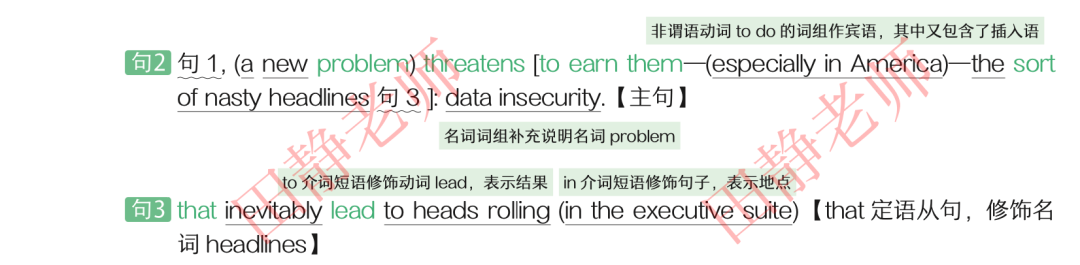 非谓语动词 to do 的词组作宾语，其中又包含了插入语
句2 句 1, (a new problem) threatens [to earn them—(especially in America)—the sort
of nasty headlines 句 3 ]: data insecurity.【主句】
名词词组补充说明名词 problem
to 介词短语修饰动词 lead，表示结果 in 介词短语修饰句子，表示地点
句3 that inevitably lead to heads rolling (in the executive suite)【that 定语从句，修饰名
词 headlines】
田静老师
田静老师